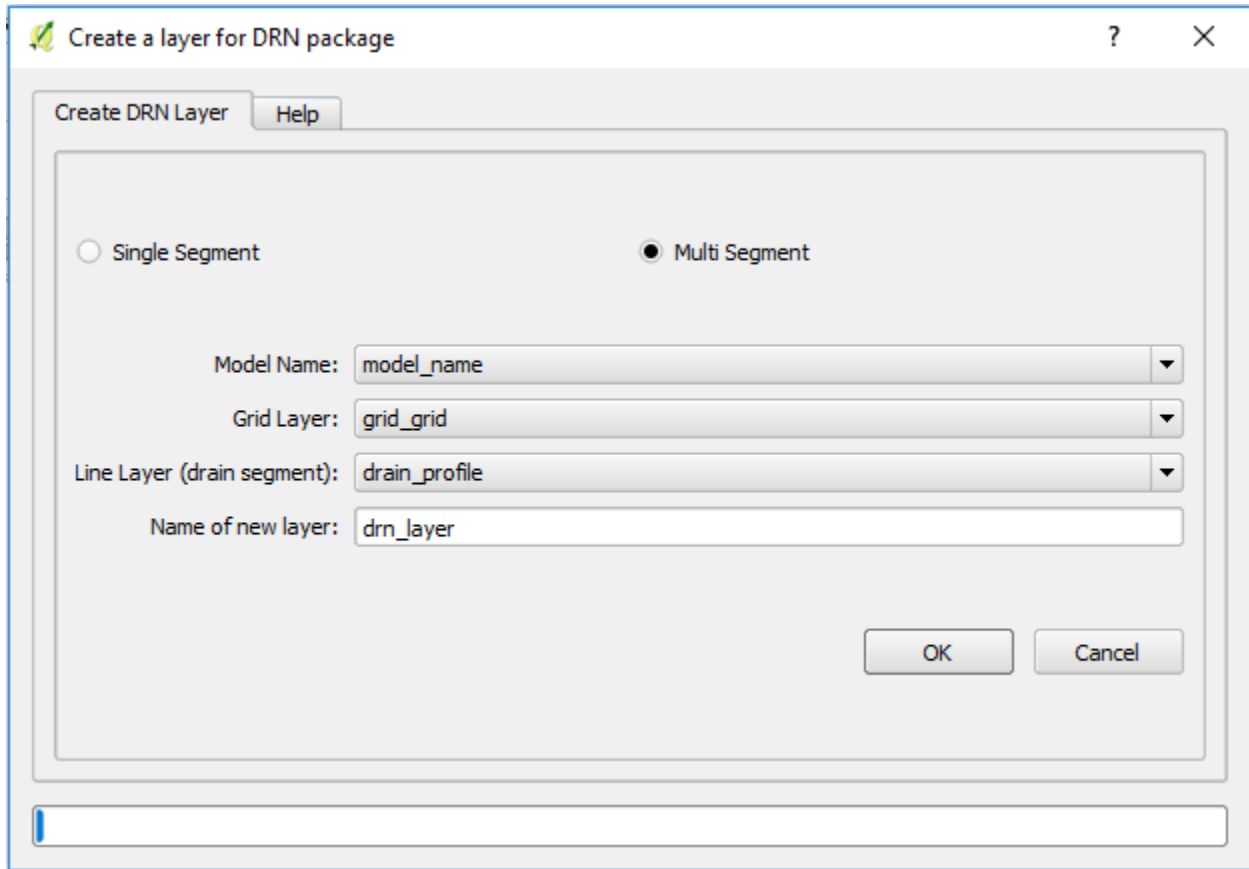 Create a layer for DRN package ?
Create DRN Layer Help
Single Segment Multi Segment
Model Name: model_name
Grid Layer: grid_grid
Line Layer (drain segment): drain_profile
Name of new layer: drn_layer
OK Cancel